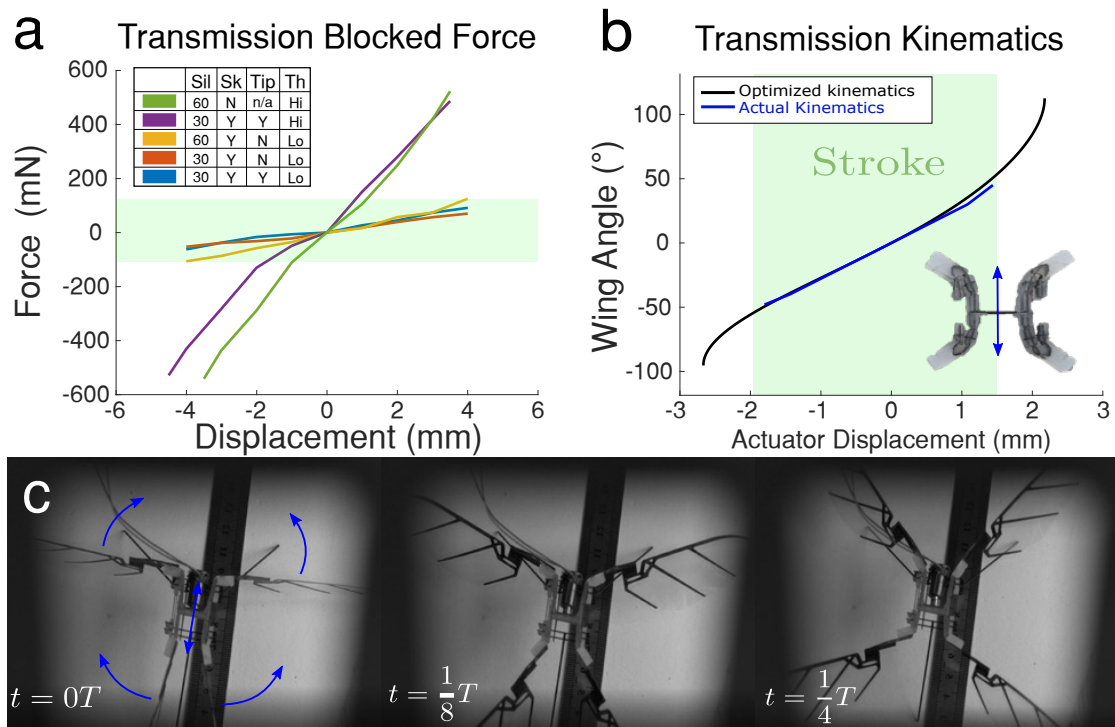 a
Transmission Blocked Force
Force (mN)
600
400
200
0
-200
-400
-600
Sil Sk Tip Th
60 N n/a Hi
30 Y Y Hi
60 Y N Lo
30 Y N Lo
30 Y Y Lo
-6 -4 -2 0 2 4 6
Displacement (mm)
b
Transmission Kinematics
Wing Angle (°)
100
50
0
-50
-100
Optimized kinematics
Actual Kinematics
Stroke
-3 -2 -1 0 1 2 3
Actuator Displacement (mm)
c
t = 0T
t = 1/8 T
t = 1/4 T